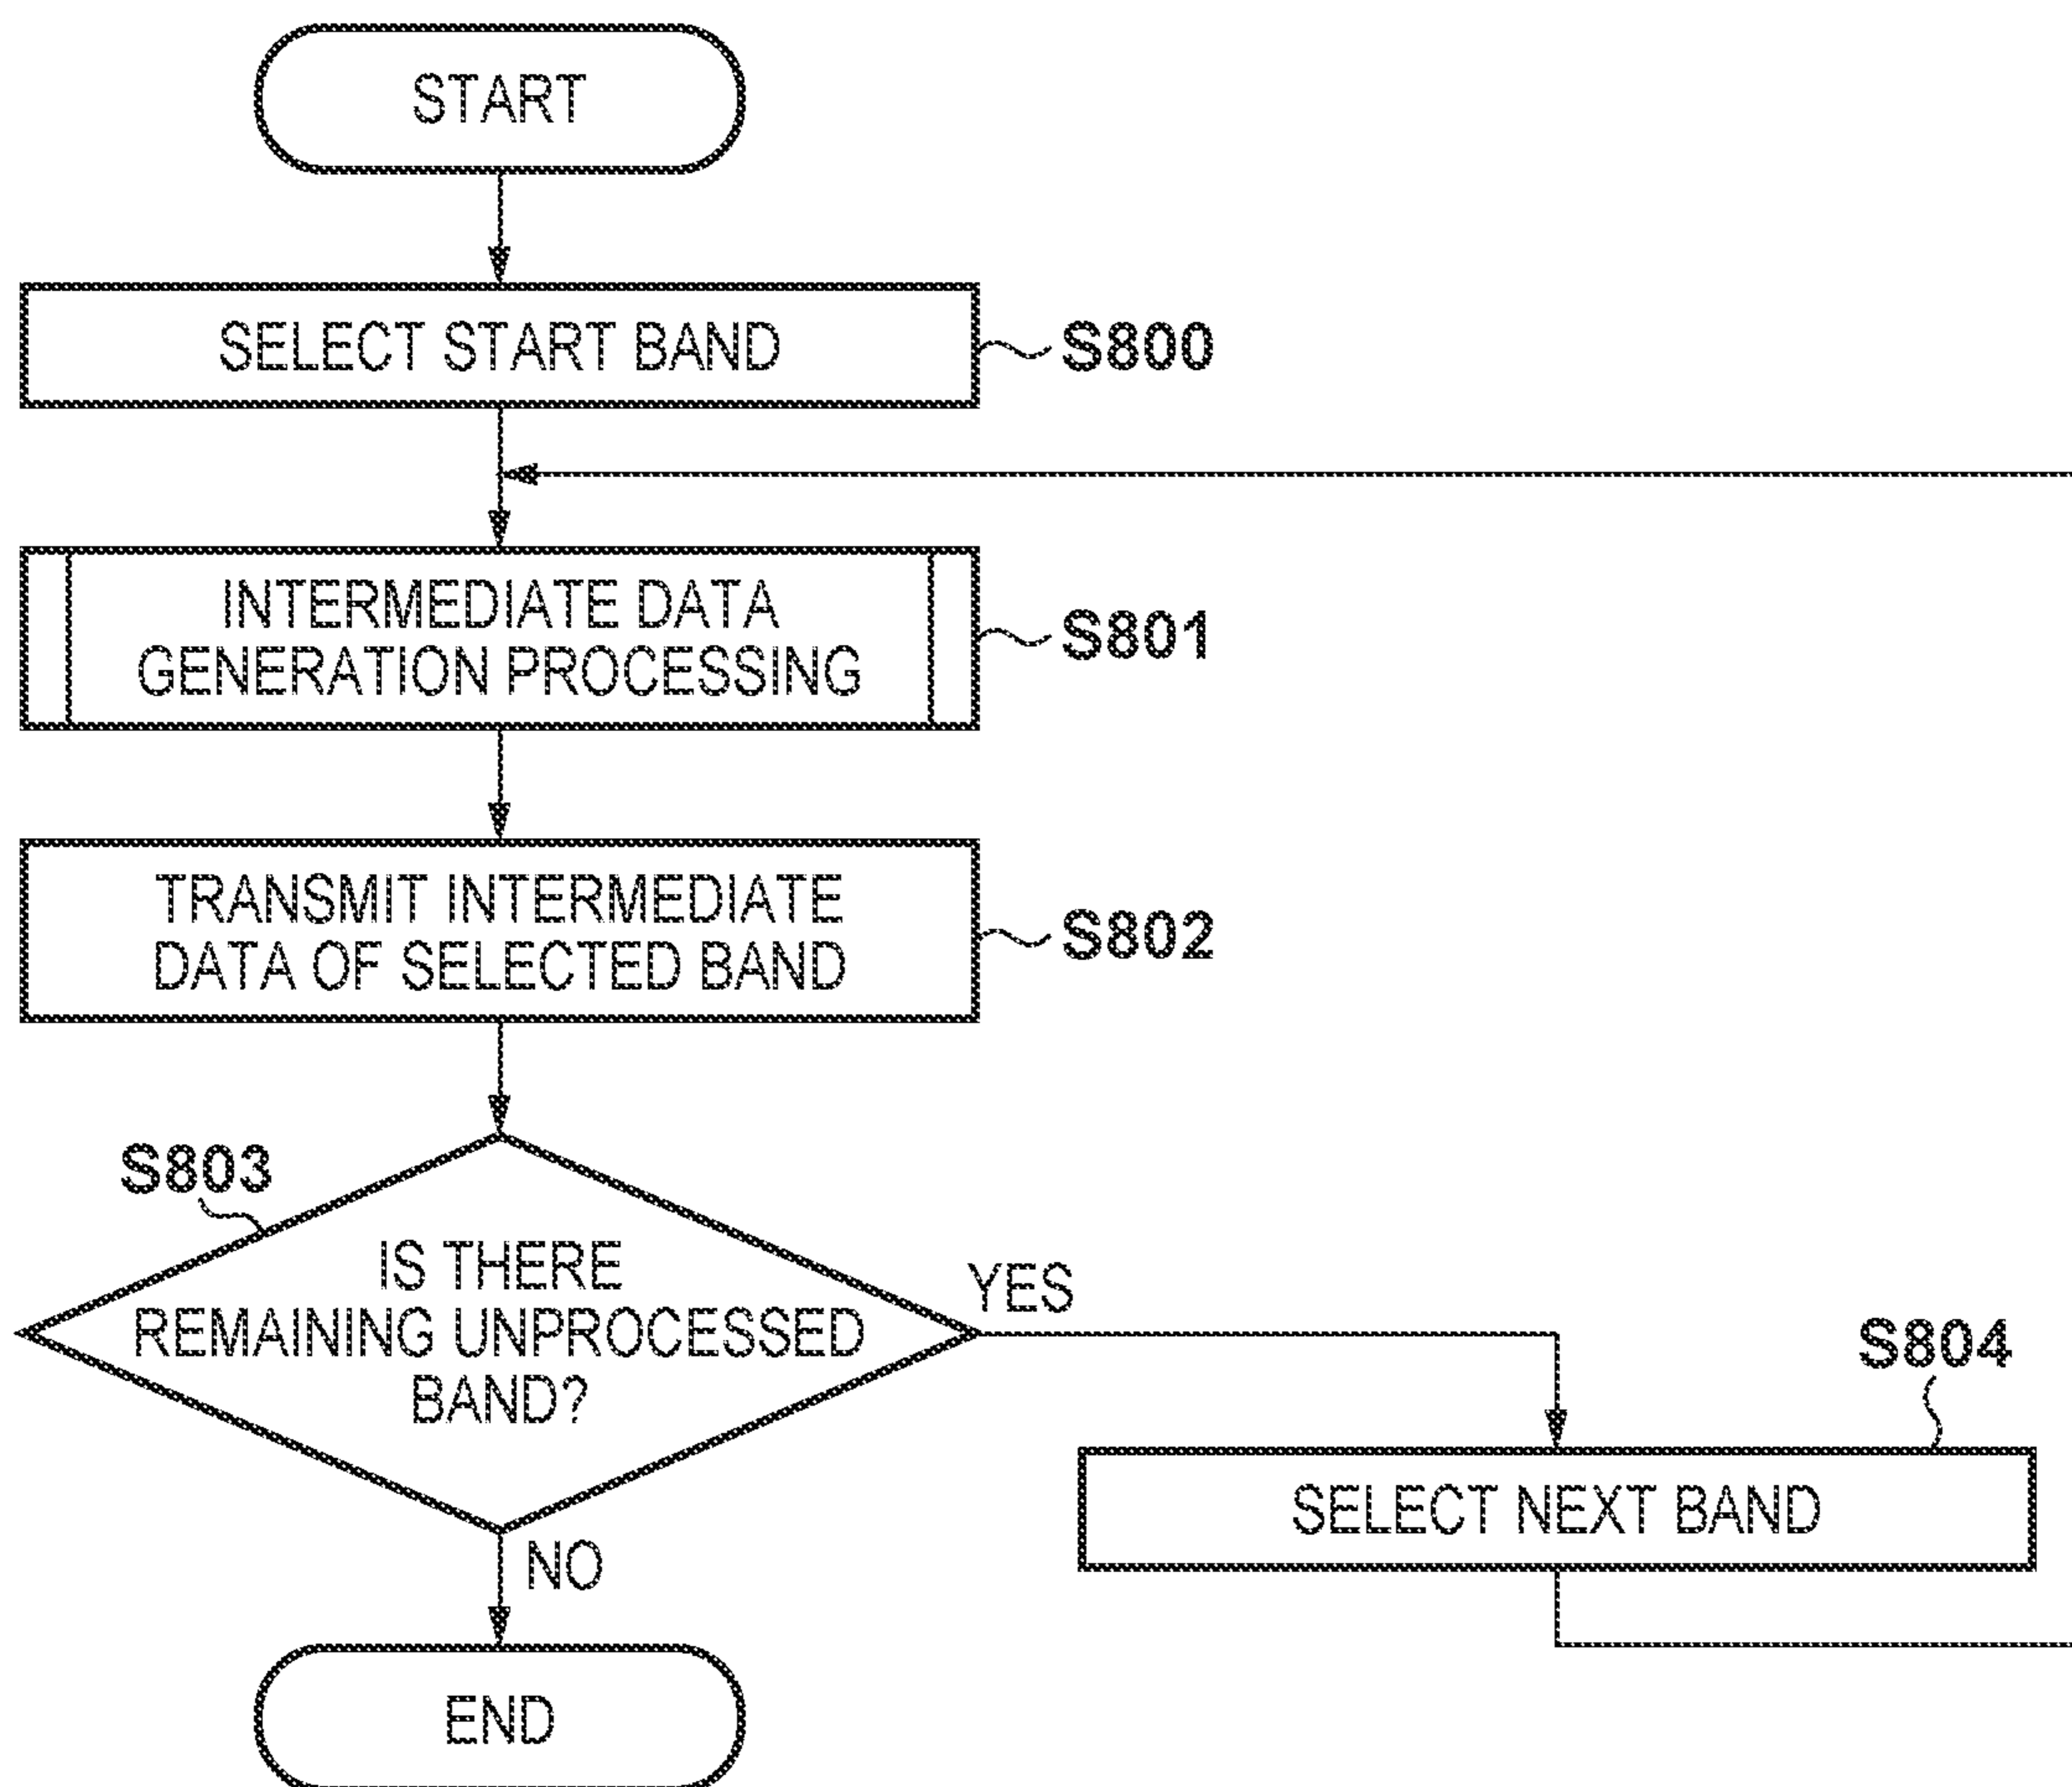 START
SELECT START BAND
S800
INTERMEDIATE DATA
GENERATION PROCESSING
S801
TRANSMIT INTERMEDIATE
DATA OF SELECTED BAND
S802
S803
IS THERE
REMAINING UNPROCESSED
BAND?
YES
S804
SELECT NEXT BAND
NO
END